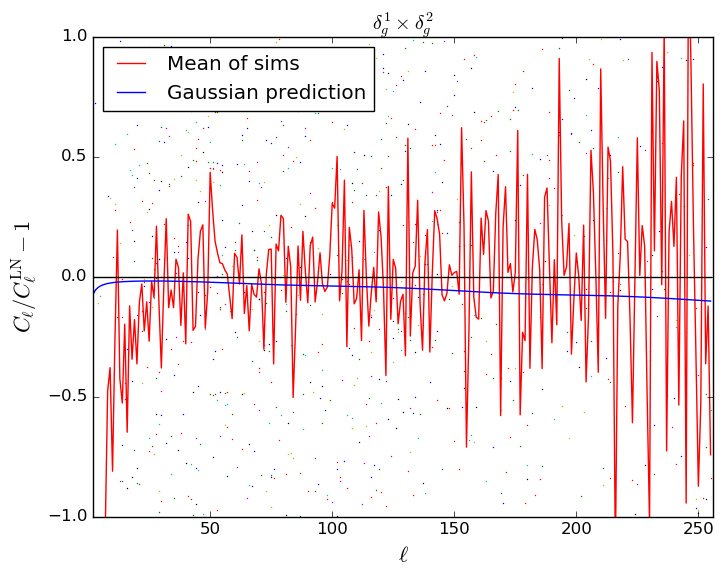 δ_g^1 × δ_g^2
Mean of sims
Gaussian prediction
C_ℓ/C_ℓ^LN − 1
1.0
0.5
0.0
−0.5
−1.0
50 100 150 200 250
ℓ